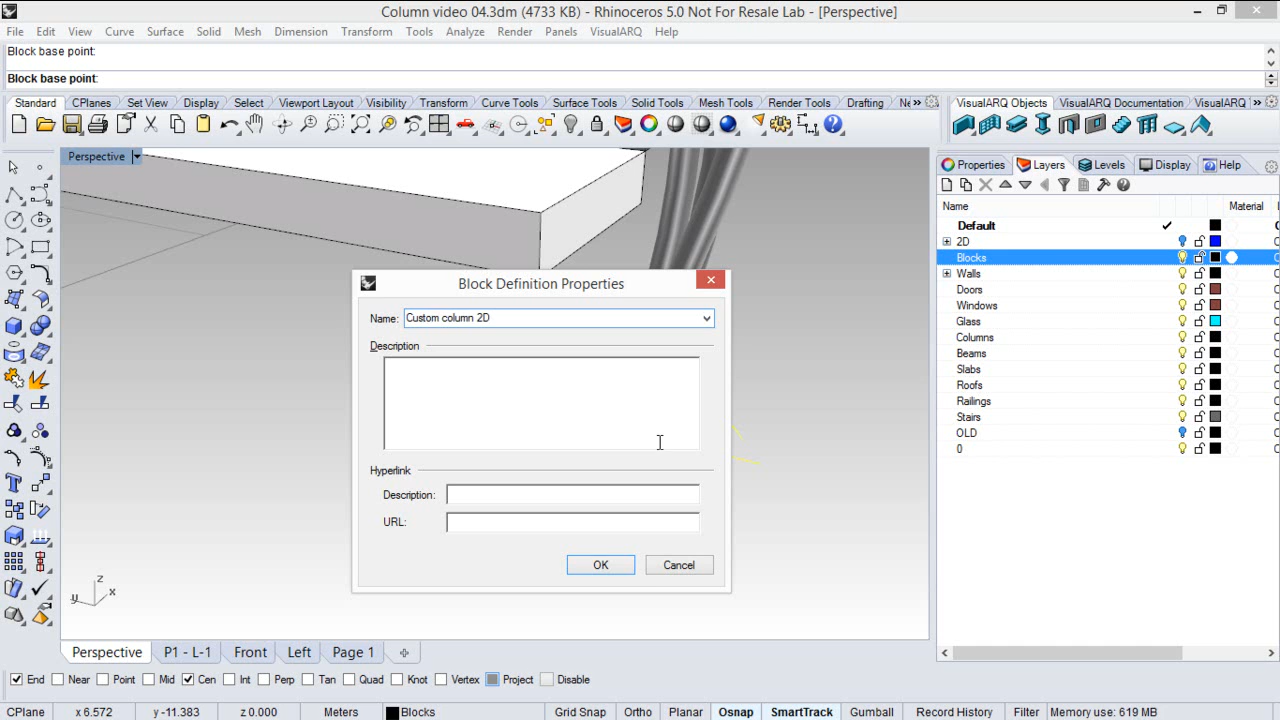 Column video 04.3dm (4733 KB) - Rhinoceros 5.0 Not For Resale Lab - [Perspective]
File Edit View Curve Surface Solid Mesh Dimension Transform Tools Analyze Render Panels VisualARQ Help
Block base point:
Block base point:
Standard CPlanes Set View Display Select Viewport Layout Visibility Transform Curve Tools Surface Tools Solid Tools Mesh Tools Render Tools Drafting
VisualARQ Objects VisualARQ Documentation VisualARQ
Perspective
Properties Layers Levels Display Help
Name Material
Default
2D
Blocks
Walls
Doors
Windows
Glass
Columns
Beams
Slabs
Roofs
Railings
Stairs
OLD
0
Block Definition Properties
Name: Custom column 2D
Description
Hyperlink
Description:
URL:
OK Cancel
z
y x
Perspective P1 - L-1 Front Left Page 1
End Near Point Mid Cen Int Perp Tan Quad Knot Vertex Project Disable
CPlane x 6.572 y -11.383 z 0.000 Meters Blocks Grid Snap Ortho Planar Osnap SmartTrack Gumball Record History Filter Memory use: 619 MB